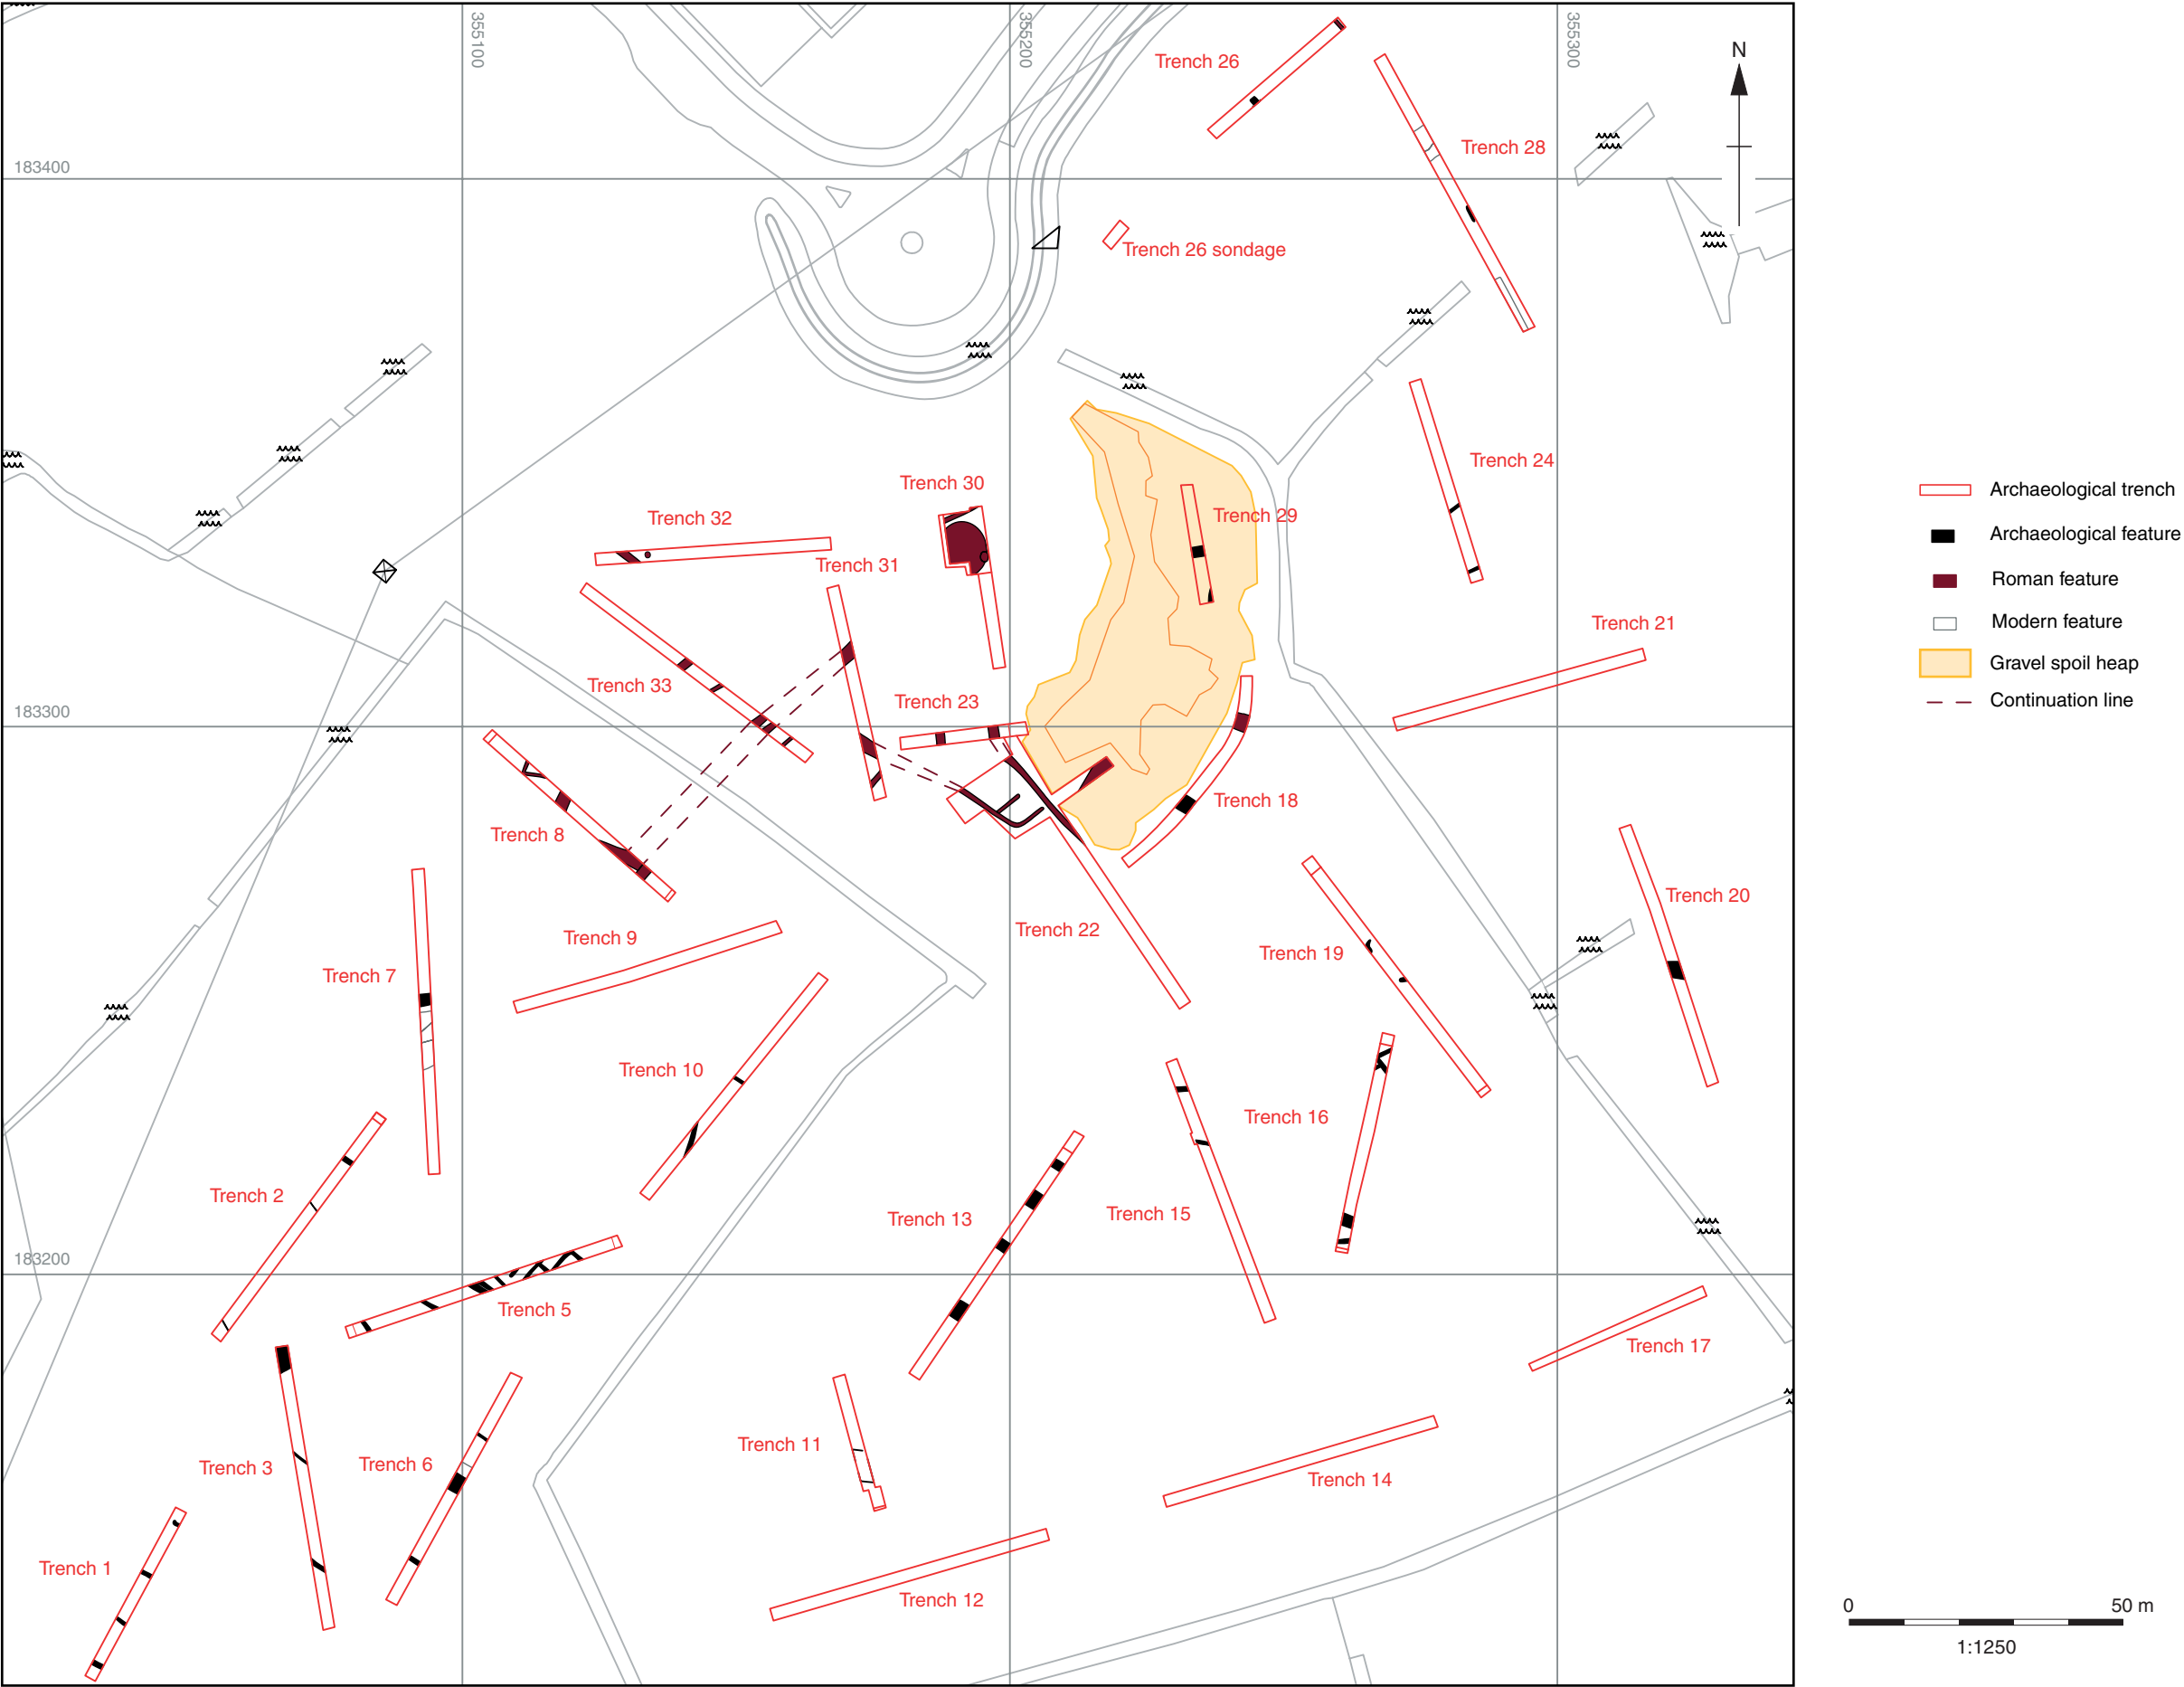 355100
355200
355300
N
Trench 26
Trench 28
183400
Trench 26 sondage
Trench 24
Trench 30
Archaeological trench
Trench 32
Trench 29
Archaeological feature
Trench 31
Roman feature
Trench 21
Modern feature
Gravel spoil heap
Trench 33
Trench 23
Continuation line
183300
Trench 18
Trench 8
Trench 20
Trench 22
Trench 9
Trench 19
Trench 7
Trench 10
Trench 16
Trench 2
Trench 15
Trench 13
183200
Trench 5
Trench 17
Trench 11
Trench 6
Trench 3
Trench 14
Trench 1
Trench 12
0 50 m
1:1250